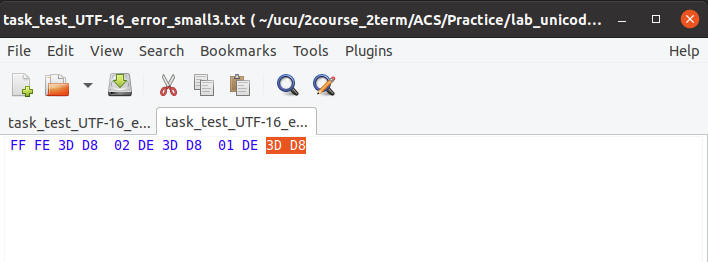 task_test_UTF-16_error_small3.txt ( ~/ucu/2course_2term/ACS/Practice/lab_unicod...
File View Search Bookmarks Tools Plugins Help
task_test_UTF-16_e... task_test_UTF-16_e...
FF FE 3D D8 02 DE 3D D8 01 DE 3D D8